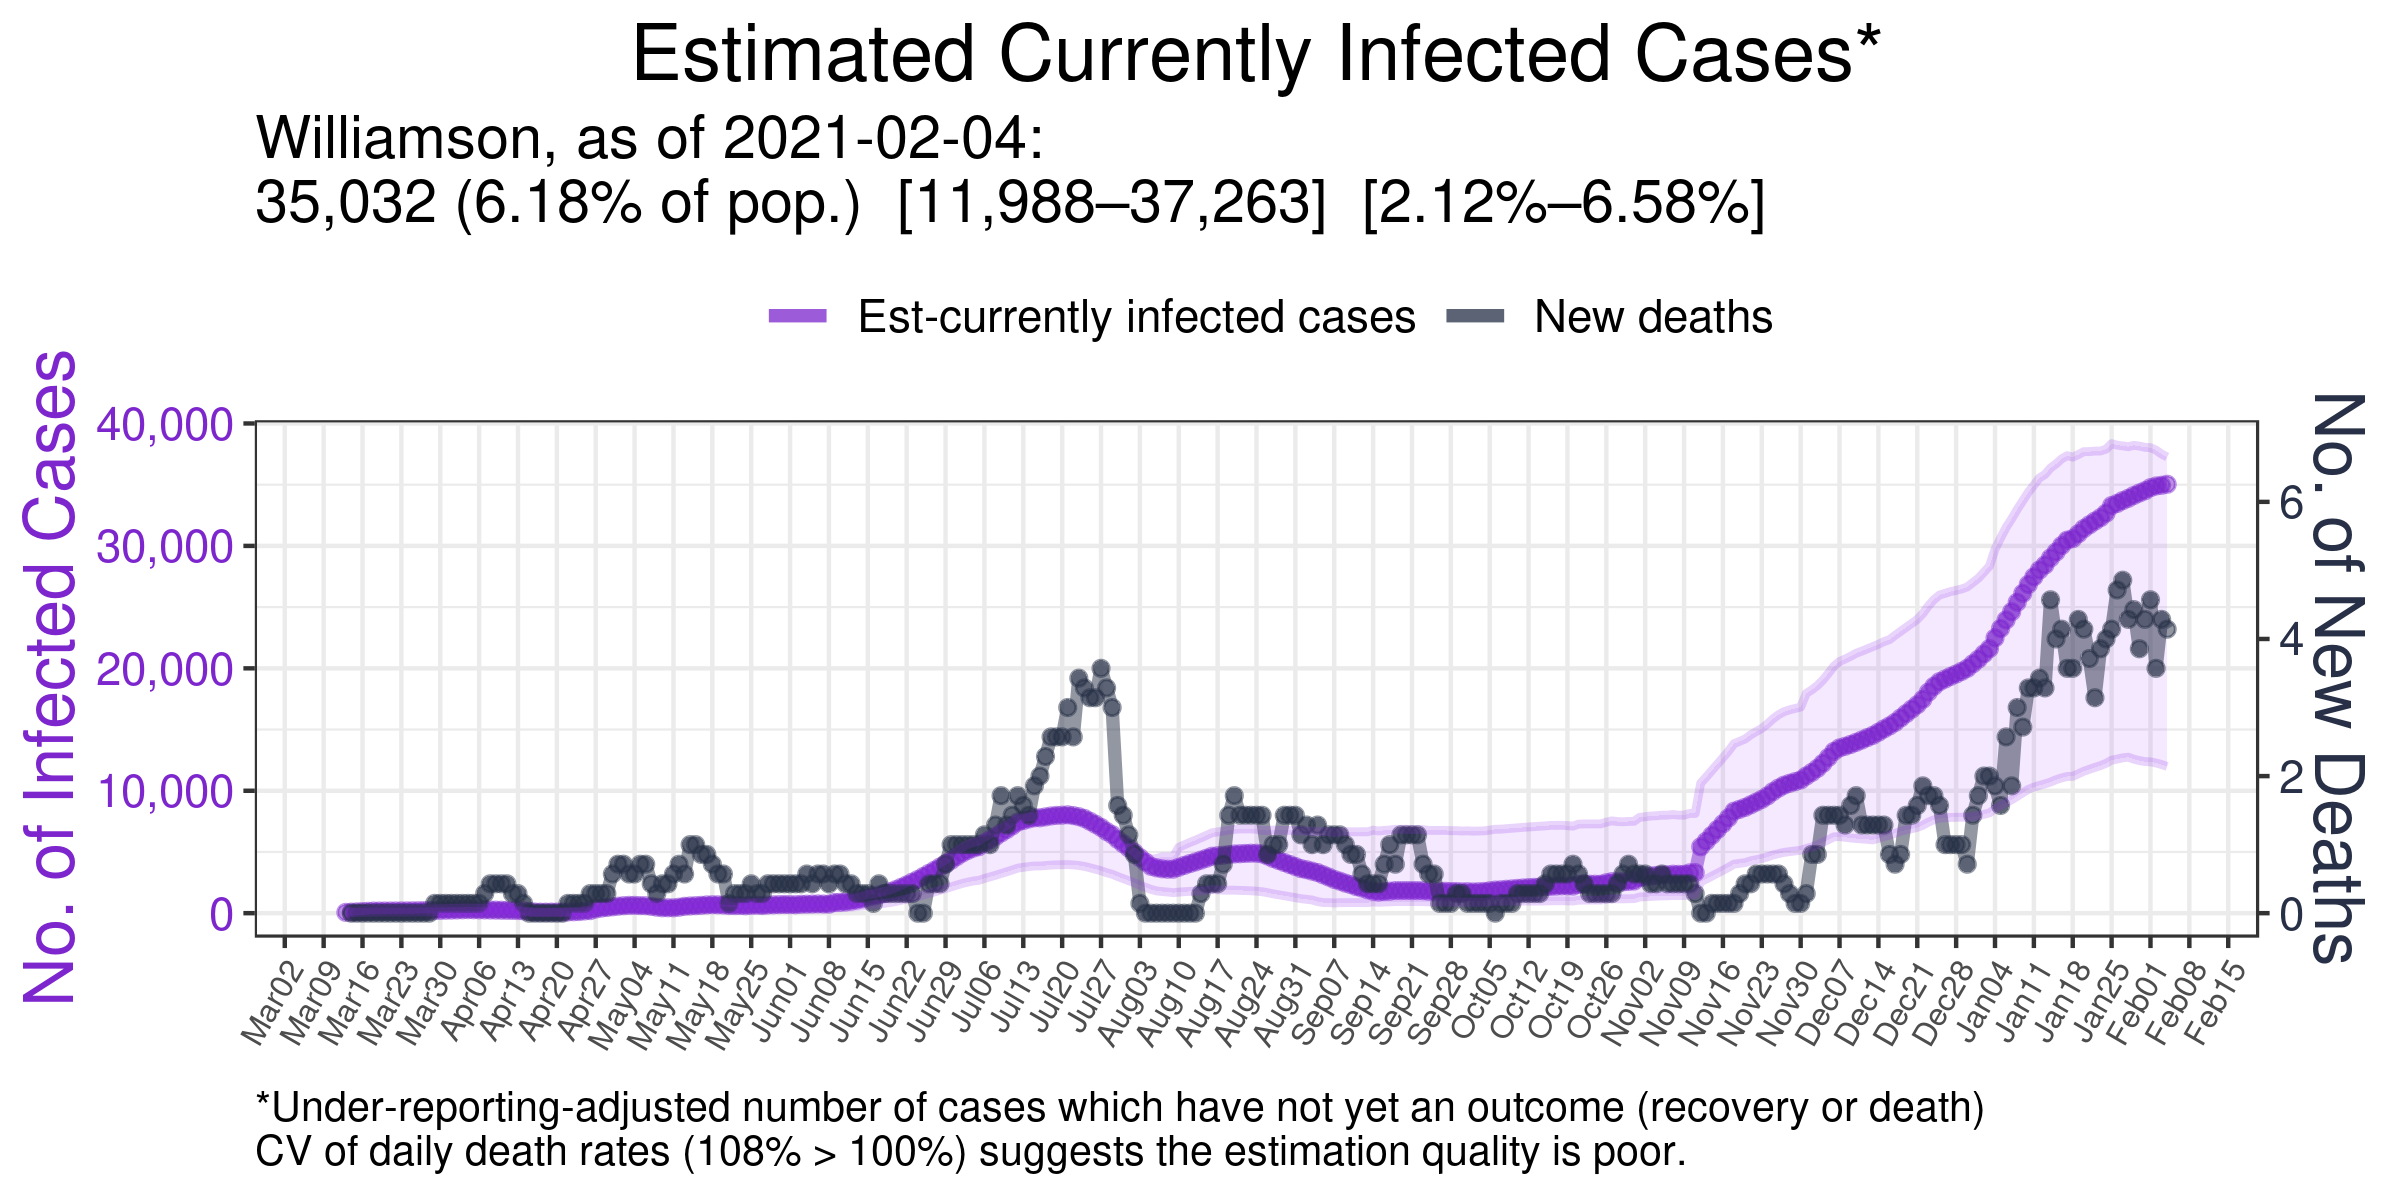 Estimated Currently Infected Cases*
Williamson, as of 2021-02-04:
35,032 (6.18% of pop.) [11,988–37,263] [2.12%–6.58%]
Est-currently infected cases New deaths
No. of Infected Cases
40,000
30,000
20,000
10,000
0
6
4
2
0
No. of New Deaths
Mar02 Mar09 Mar16 Mar23 Mar30 Apr06 Apr13 Apr20 Apr27 May04 May11 May18 May25 Jun01 Jun08 Jun15 Jun22 Jun29 Jul06 Jul13 Jul20 Jul27 Aug03 Aug10 Aug17 Aug24 Aug31 Sep07 Sep14 Sep21 Sep28 Oct05 Oct12 Oct19 Oct26 Nov02 Nov09 Nov16 Nov23 Nov30 Dec07 Dec14 Dec21 Dec28 Jan04 Jan11 Jan18 Jan25 Feb01 Feb08 Feb15
*Under-reporting-adjusted number of cases which have not yet an outcome (recovery or death)
CV of daily death rates (108% > 100%) suggests the estimation quality is poor.